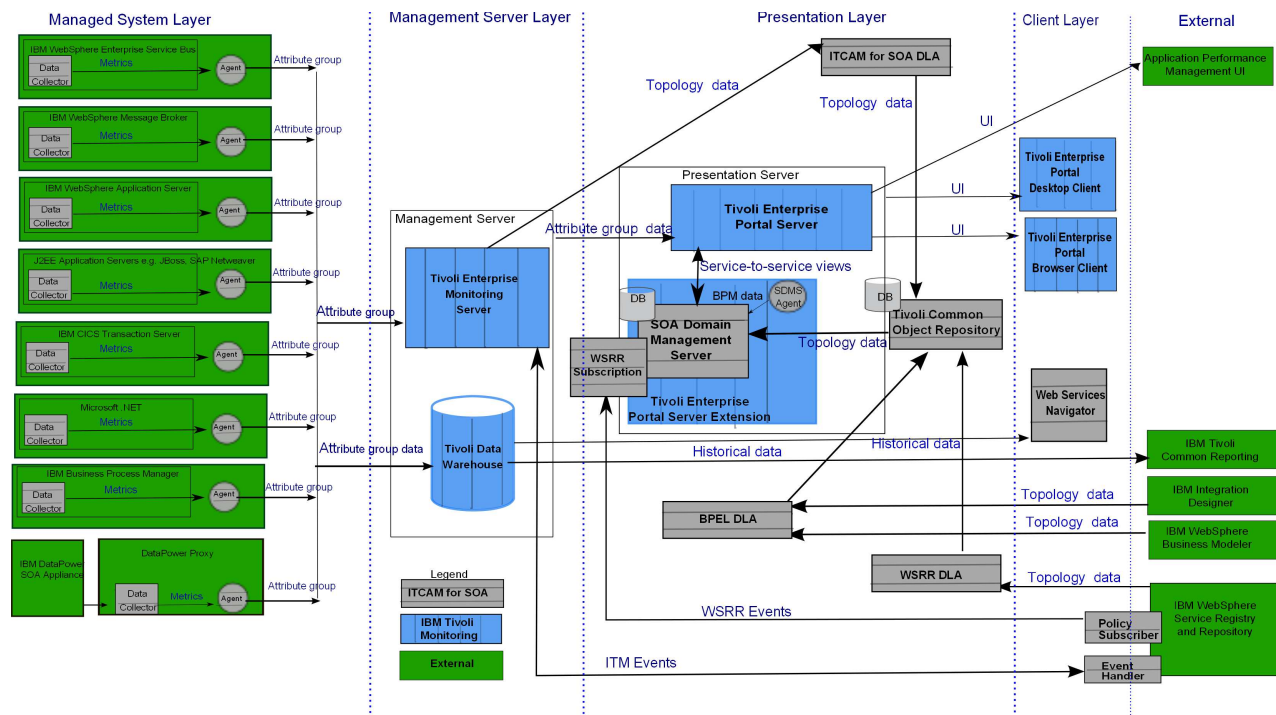 Managed System Layer
Management Server Layer
Presentation Layer
Client Layer
External
IBM WebSphere Enterprise Service Bus
Data
Collector
Metrics
Agent
Attribute group
IBM WebSphere Message Broker
Data
Collector
Metrics
Agent
Attribute group
IBM WebSphere Application Server
Data
Collector
Metrics
Agent
Attribute group
J2EE Application Servers e.g. JBoss, SAP Netweaver
Data
Collector
Metrics
Agent
Attribute group
IBM CICS Transaction Server
Data
Collector
Metrics
Agent
Attribute group
Microsoft .NET
Data
Collector
Metrics
Agent
Attribute group
IBM Business Process Manager
Data
Collector
Metrics
Agent
Attribute group
IBM DataPower
SOA Appliance
DataPower Proxy
Data
Collector
Metrics
Agent
Attribute group
Attribute group
Attribute group data
Management Server
Tivoli Enterprise
Monitoring
Server
Tivoli Data
Warehouse
Legend
ITCAM for SOA
IBM Tivoli
Monitoring
External
Topology data
ITCAM for SOA DLA
Topology data
Presentation Server
Tivoli Enterprise
Portal Server
Attribute group data
Service-to-service views
DB
BPM data
SDMS
Agent
SOA Domain
Management
Server
WSRR
Subscription
Tivoli Enterprise
Portal Server Extension
DB
Tivoli Common
Object Repository
Topology data
Historical data
Historical data
BPEL DLA
WSRR DLA
WSRR Events
ITM Events
UI
UI
UI
Tivoli Enterprise
Portal
Desktop Client
Tivoli Enterprise
Portal
Browser Client
Web Services
Navigator
Topology data
Topology data
Topology data
Policy
Subscriber
Event
Handler
Application Performance
Management UI
IBM Tivoli
Common Reporting
IBM Integration
Designer
IBM WebSphere
Business Modeler
IBM WebSphere
Service Registry
and Repository